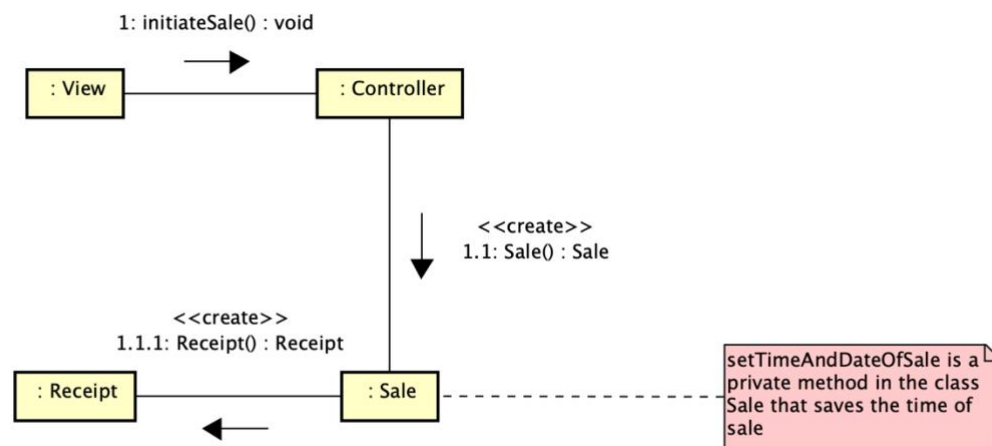 1: initiateSale() : void
: View
: Controller
<<create>>
1.1: Sale() : Sale
<<create>>
1.1.1: Receipt() : Receipt
: Receipt
: Sale
setTimeAndDateOfSale is a
private method in the class
Sale that saves the time of
sale